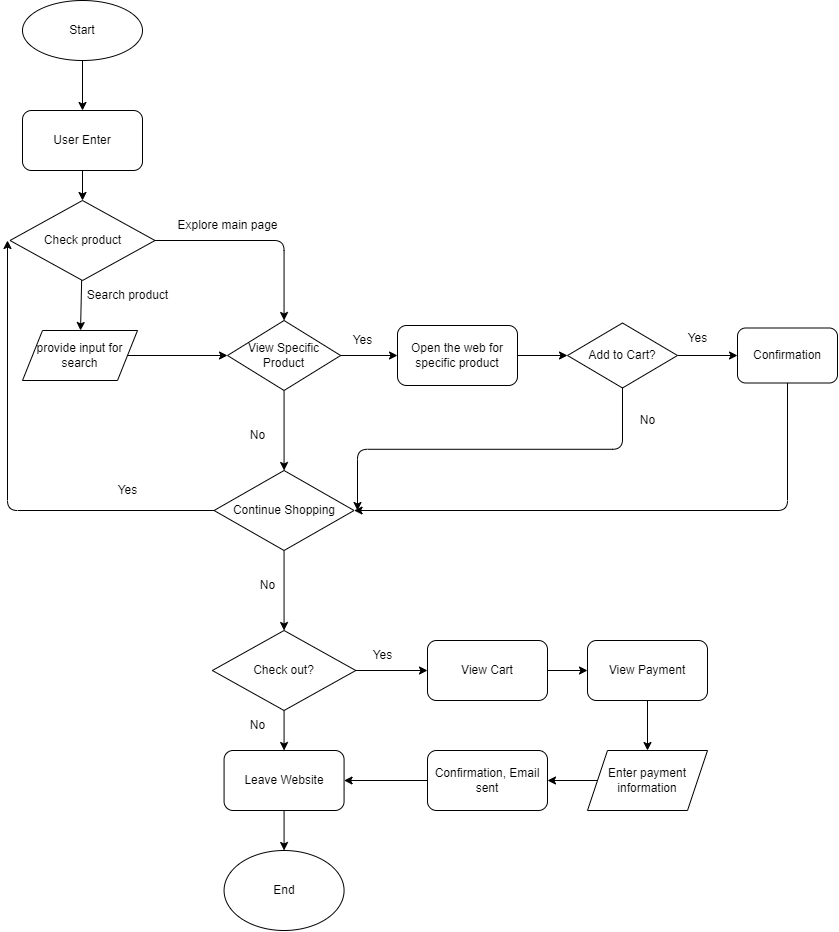 Start
User Enter
Explore main page
Check product
Search product
provide input for
search
View Specific
Product
Yes
Open the web for
specific product
Add to Cart?
Yes
Confirmation
No
No
Yes
Continue Shopping
No
Check out?
Yes
View Cart
View Payment
No
Leave Website
Confirmation, Email
sent
Enter payment
information
End